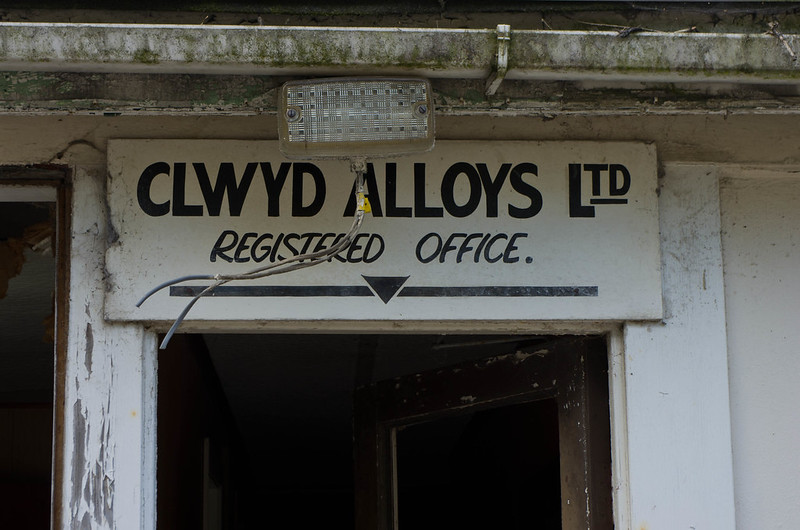 CLWYD ALLOYS LTD
REGISTERED OFFICE.